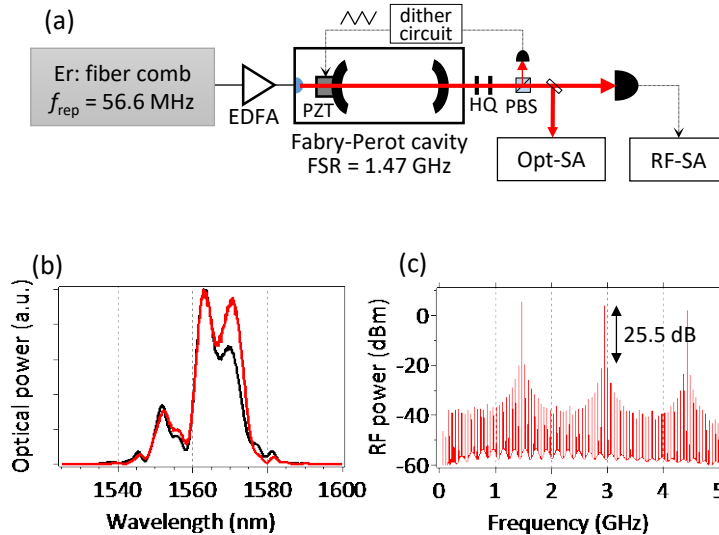 (a)
dither
circuit
Er: fiber comb
f_rep = 56.6 MHz
EDFA
PZT
HQ
PBS
Fabry-Perot cavity
FSR = 1.47 GHz
Opt-SA
RF-SA
(b)
Optical power (a.u.)
1540
1560
1580
1600
Wavelength (nm)
(c)
RF power (dBm)
0
-20
-40
-60
25.5 dB
0
1
2
3
4
5
Frequency (GHz)